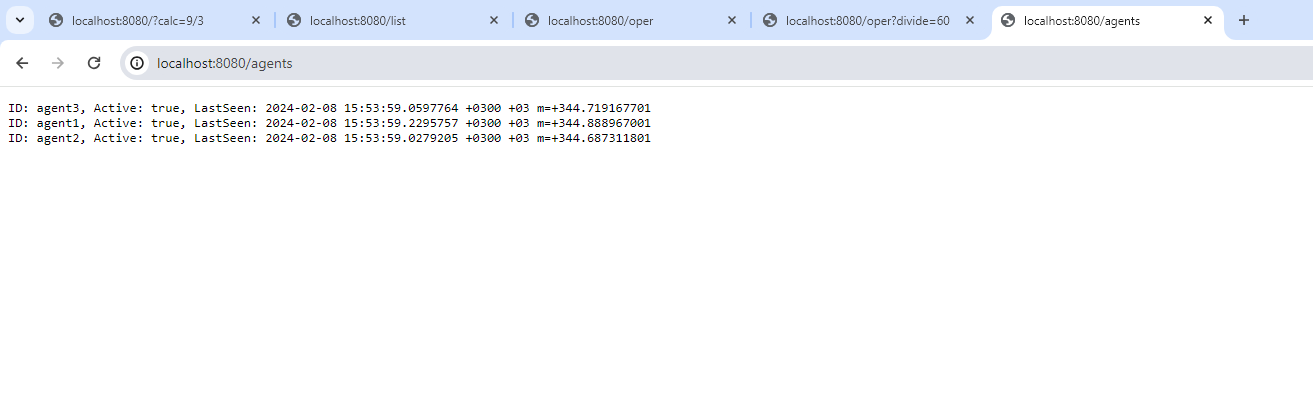 localhost:8080/?calc=9/3
localhost:8080/list
localhost:8080/oper
localhost:8080/oper?divide=60
localhost:8080/agents
localhost:8080/agents
ID: agent3, Active: true, LastSeen: 2024-02-08 15:53:59.0597764 +0300 +03 m=+344.719167701
ID: agent1, Active: true, LastSeen: 2024-02-08 15:53:59.2295757 +0300 +03 m=+344.888967001
ID: agent2, Active: true, LastSeen: 2024-02-08 15:53:59.0279205 +0300 +03 m=+344.687311801